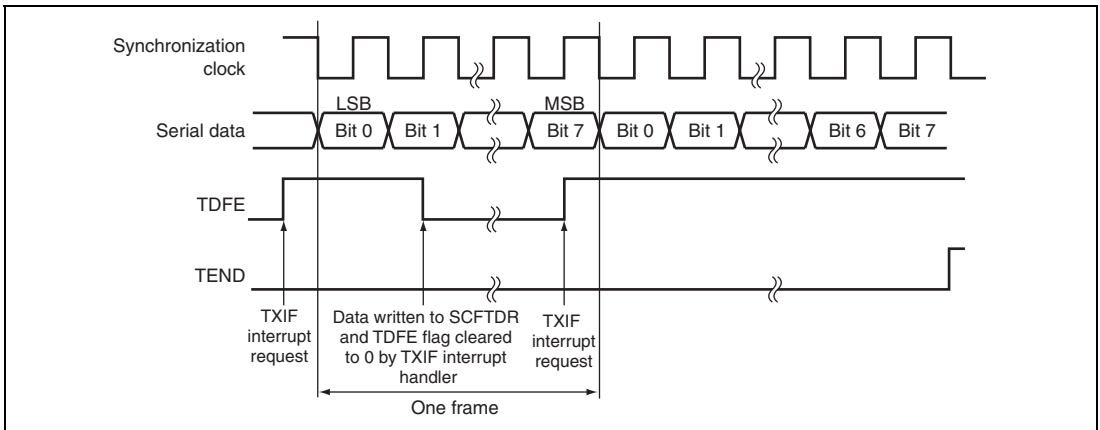 Synchronization
clock
LSB
MSB
Serial data
Bit 0
Bit 1
Bit 7
Bit 0
Bit 1
Bit 6
Bit 7
TDFE
TEND
TXIF
interrupt
request
Data written to SCFTDR
and TDFE flag cleared
to 0 by TXIF interrupt
handler
TXIF
interrupt
request
One frame